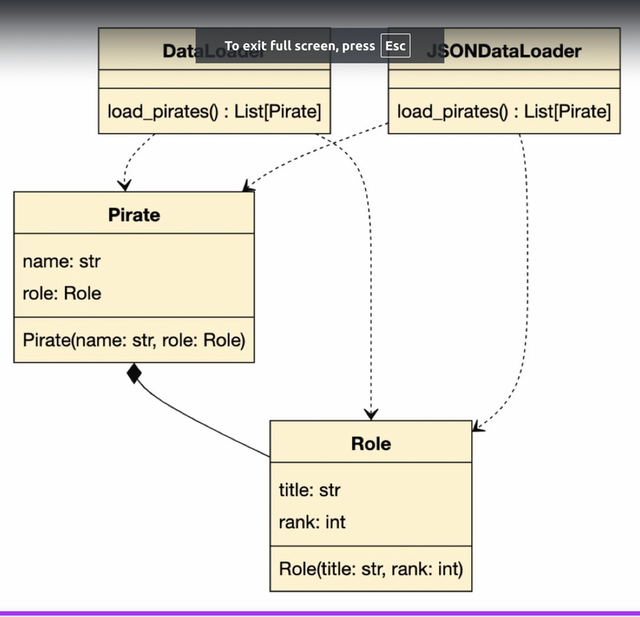 DataLoader
To exit full screen, press Esc
JSONDataLoader
load_pirates() : List[Pirate]
load_pirates() : List[Pirate]
Pirate
name: str
role: Role
Pirate(name: str, role: Role)
Role
title: str
rank: int
Role(title: str, rank: int)